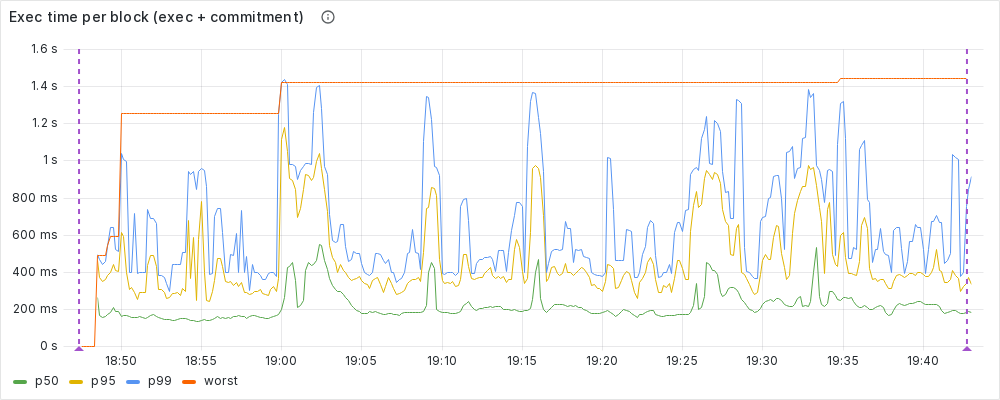 Exec time per block (exec + commitment)
1.6 s
1.4 s
1.2 s
1 s
800 ms
600 ms
400 ms
200 ms
0 s
18:50 18:55 19:00 19:05 19:10 19:15 19:20 19:25 19:30 19:35 19:40
p50 p95 p99 worst